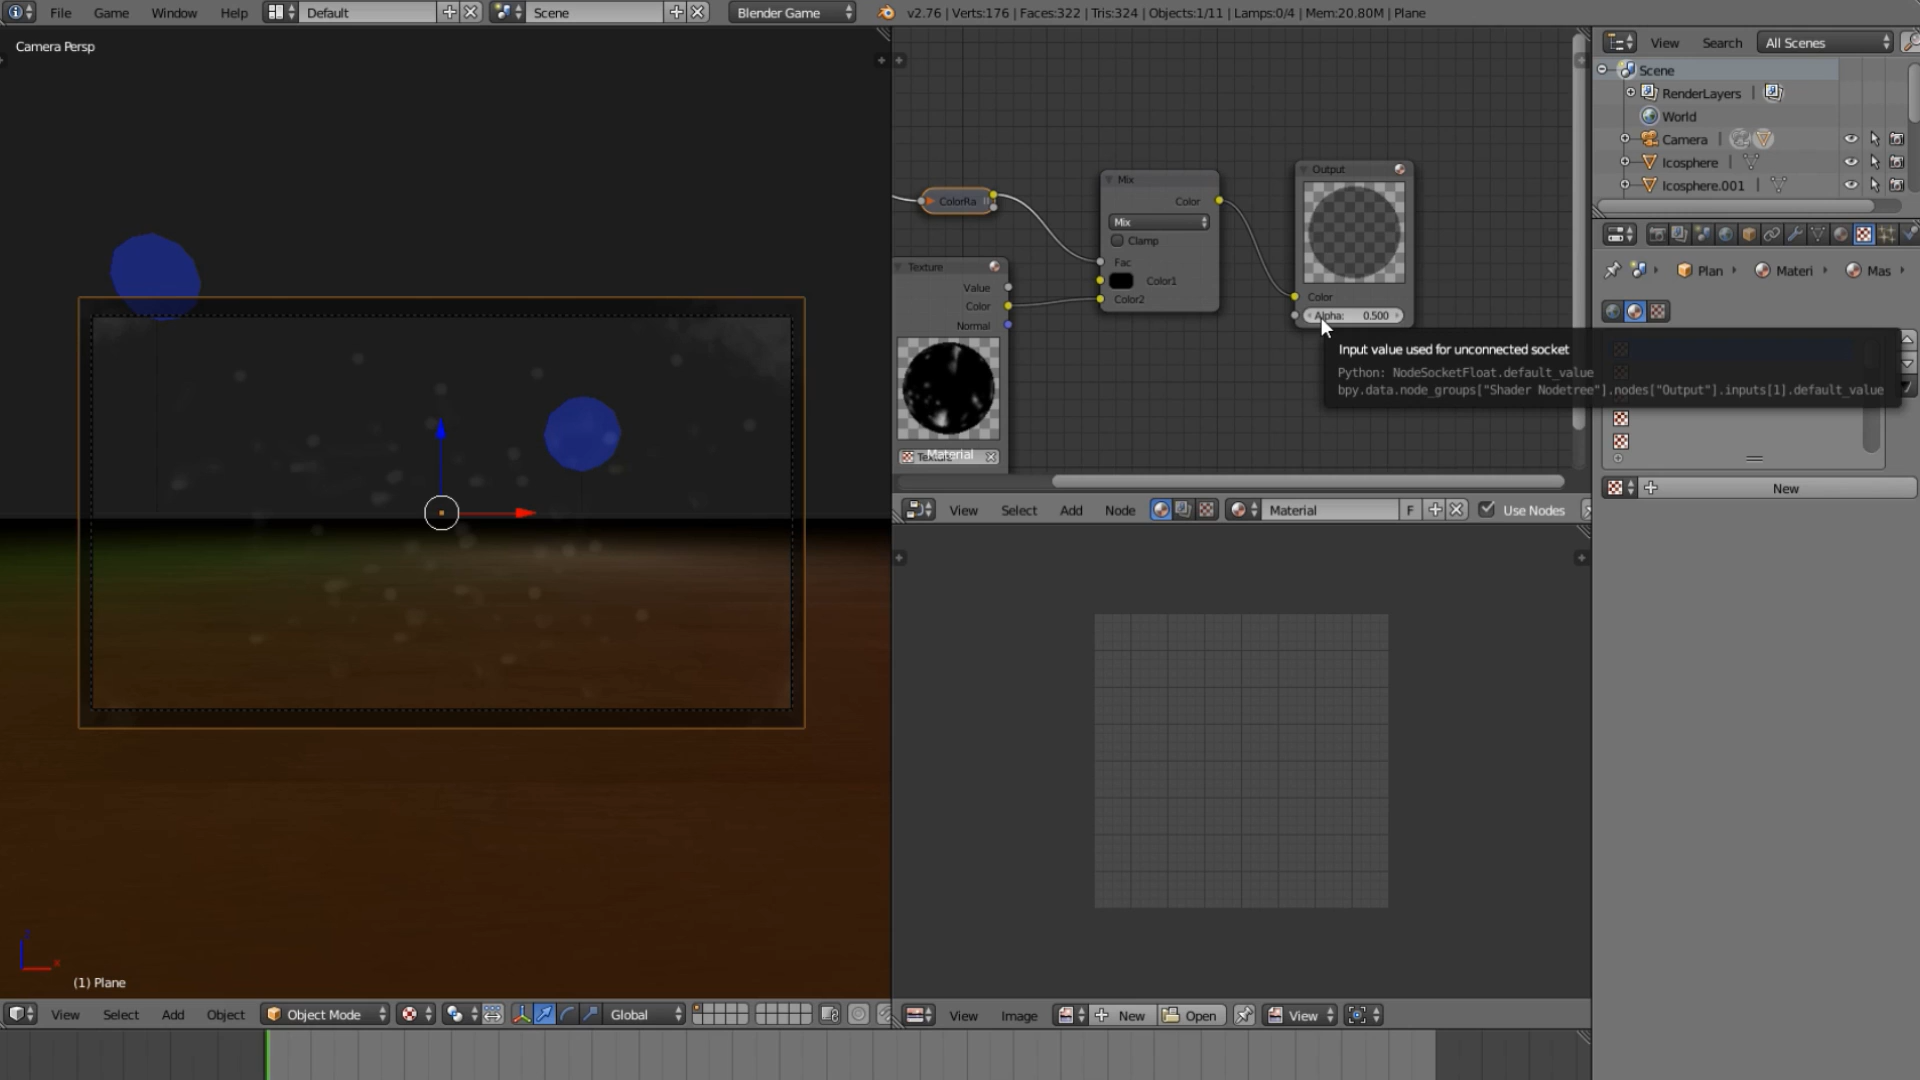 File Game Window Help Default Scene Blender Game v2.76 | Verts:176 | Faces:322 | Tris:324 | Objects:1/11 | Lamps:0/4 | Mem:20.80M | Plane
Camera Persp
View Search All Scenes
Scene
RenderLayers
World
Camera
Icosphere
Icosphere.001
Plan Materi Mas
New
ColorRa
Mix
Color
Mix
Clamp
Fac
Color1
Color2
Texture
Value
Color
Normal
Material
Output
Color
Alpha: 0.500
Input value used for unconnected socket
Python: NodeSocketFloat.default_value
bpy.data.node_groups["Shader Nodetree"].nodes["Output"].inputs[1].default_value
View Select Add Node Material F Use Nodes
(1) Plane
View Select Add Object Object Mode Global
View Image New Open View